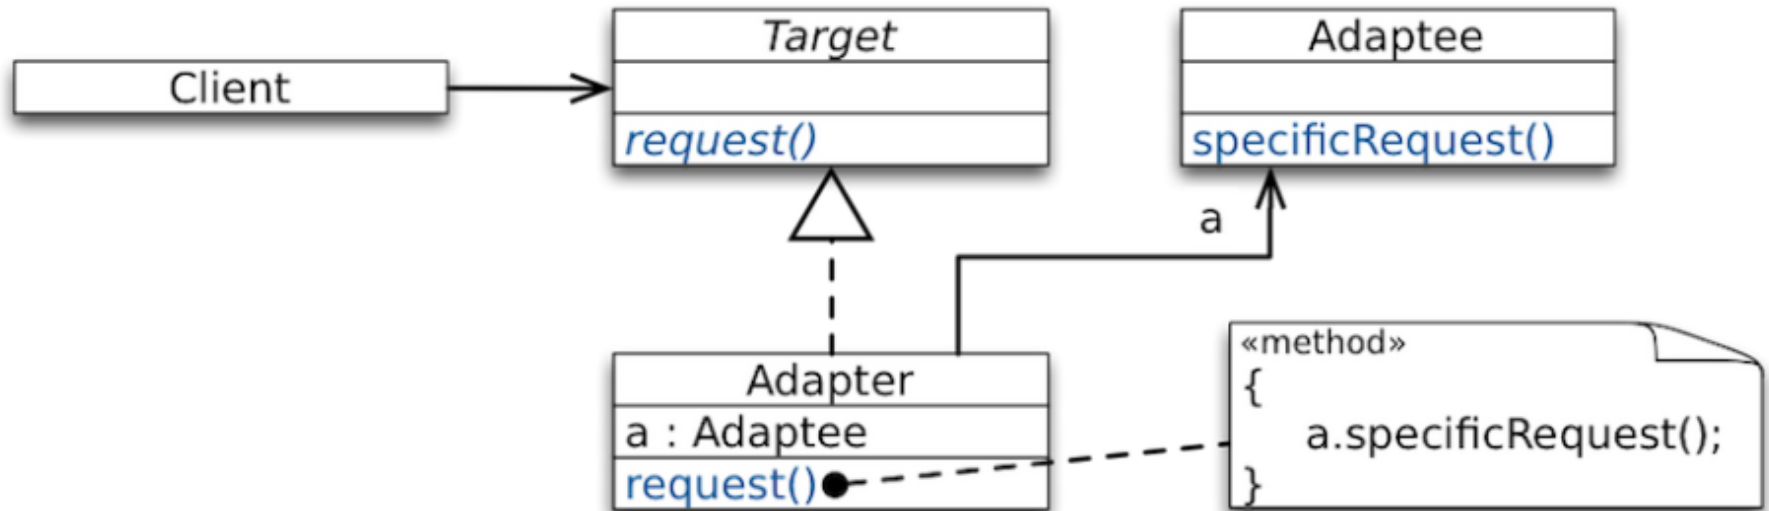 Client
Target
request()
Adaptee
specificRequest()
a
Adapter
a : Adaptee
request()
«method»
{
a.specificRequest();
}